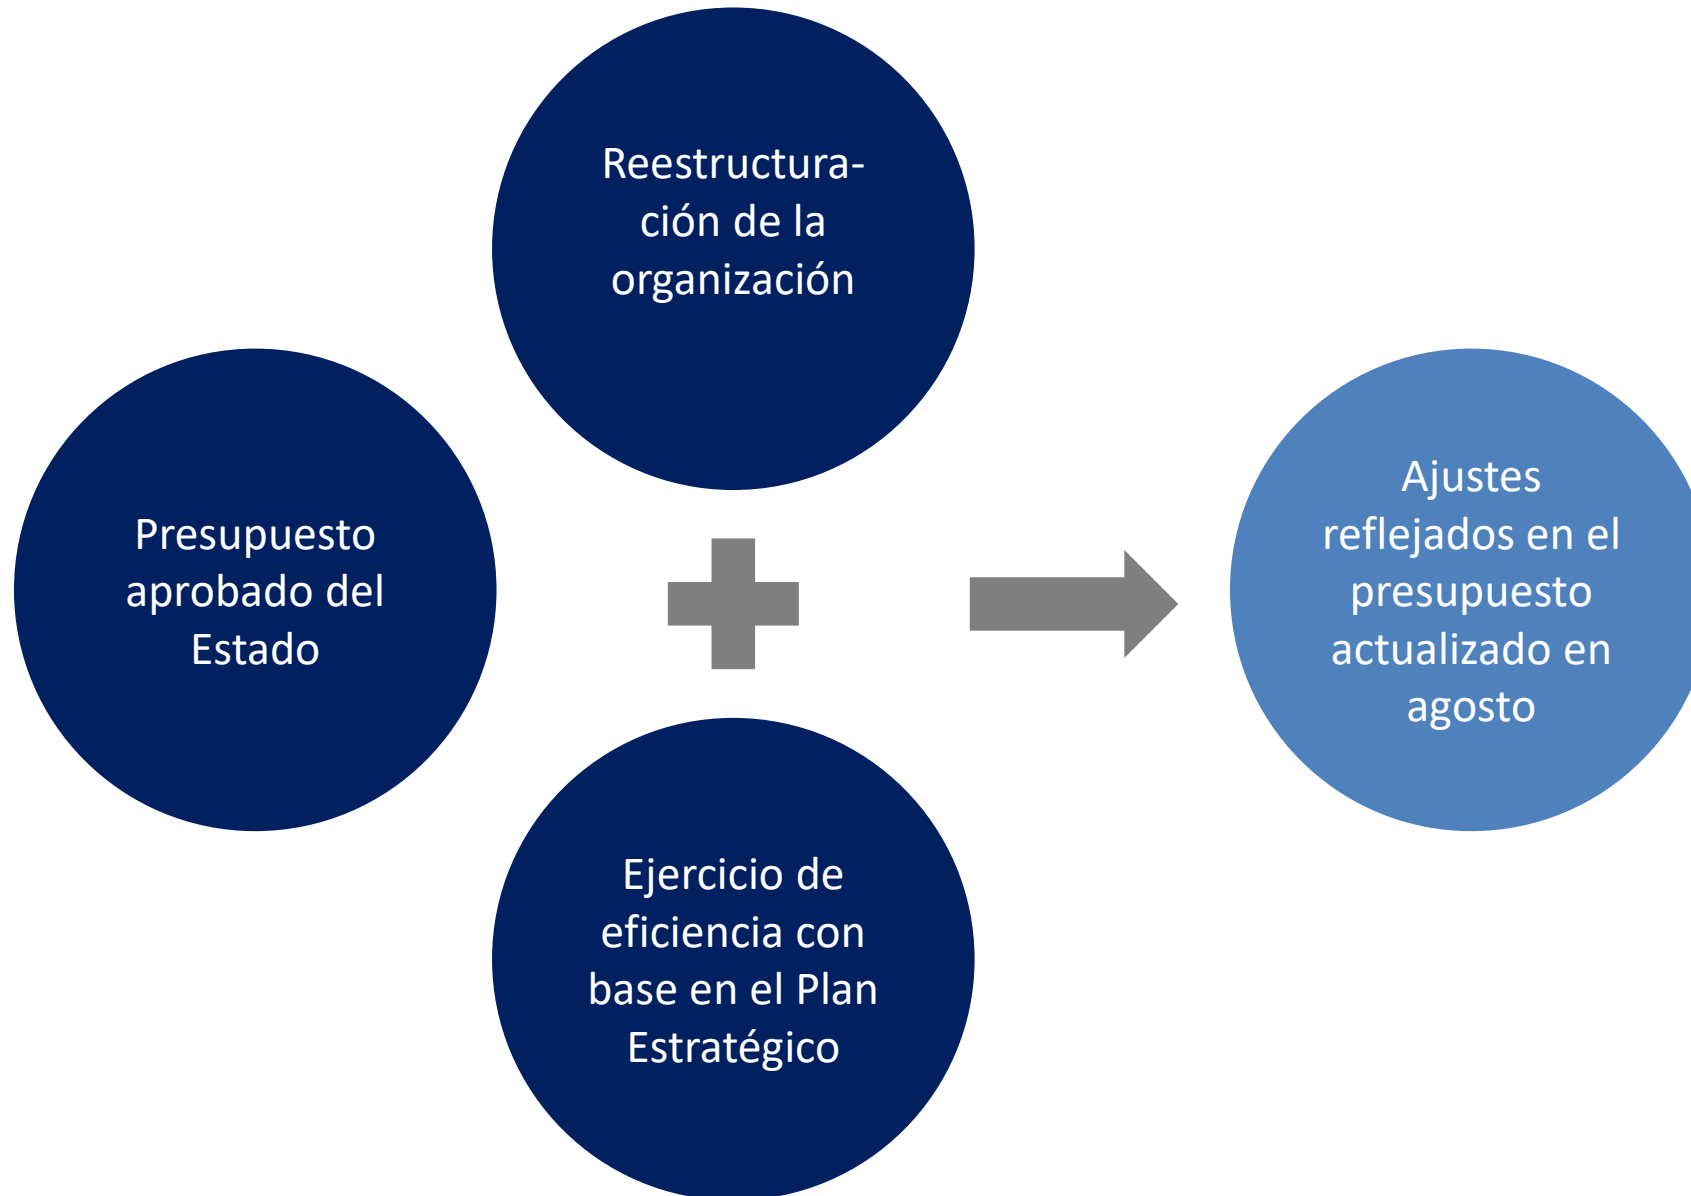 Reestructura-
ción de la
organización
Presupuesto
aprobado del
Estado
Ejercicio de
eficiencia con
base en el Plan
Estratégico
Ajustes
reflejados en el
presupuesto
actualizado en
agosto